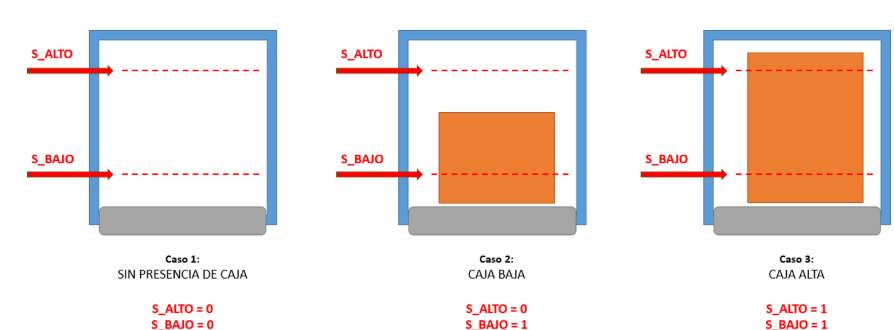 S_ALTO
S_BAJO
Caso 1:
SIN PRESENCIA DE CAJA
S_ALTO = 0
S_BAJO = 0
S_ALTO
S_BAJO
Caso 2:
CAJA BAJA
S_ALTO = 0
S_BAJO = 1
S_ALTO
S_BAJO
Caso 3:
CAJA ALTA
S_ALTO = 1
S_BAJO = 1